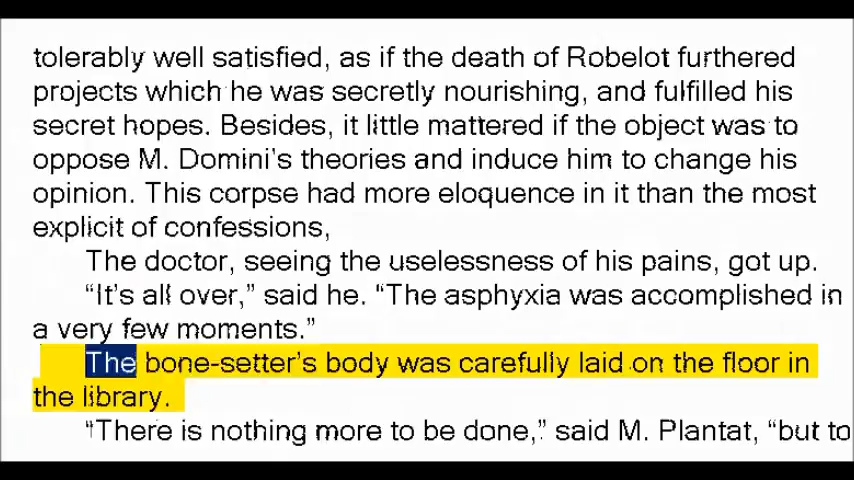 tolerably well satisfied, as if the death of Robelot furthered
projects which he was secretly nourishing, and fulfilled his
secret hopes. Besides, it little mattered if the object was to
oppose M. Domini's theories and induce him to change his
opinion. This corpse had more eloquence in it than the most
explicit of confessions,
The doctor, seeing the uselessness of his pains, got up.
“It's all over,” said he. “The asphyxia was accomplished in
a very few moments.”
The bone-setter's body was carefully laid on the floor in
the library.
“There is nothing more to be done,” said M. Plantat, “but to